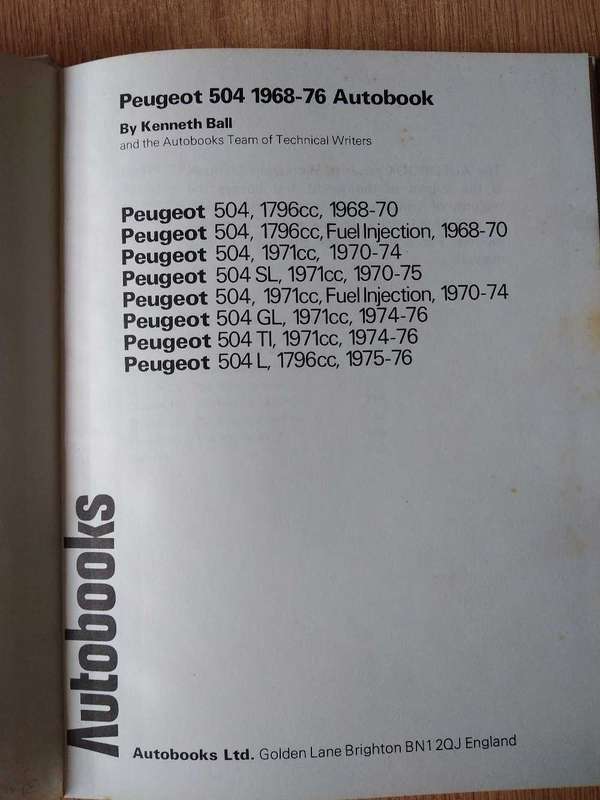 Peugeot 504 1968-76 Autobook
By Kenneth Ball
and the Autobooks Team of Technical Writers
Peugeot 504, 1796cc, 1968-70
Peugeot 504, 1796cc, Fuel Injection, 1968-70
Peugeot 504, 1971cc, 1970-74
Peugeot 504 SL, 1971cc, 1970-75
Peugeot 504, 1971cc, Fuel Injection, 1970-74
Peugeot 504 GL, 1971cc, 1974-76
Peugeot 504 TI, 1971cc, 1974-76
Peugeot 504 L, 1796cc, 1975-76
Autobooks
Autobooks Ltd. Golden Lane Brighton BN1 2QJ England